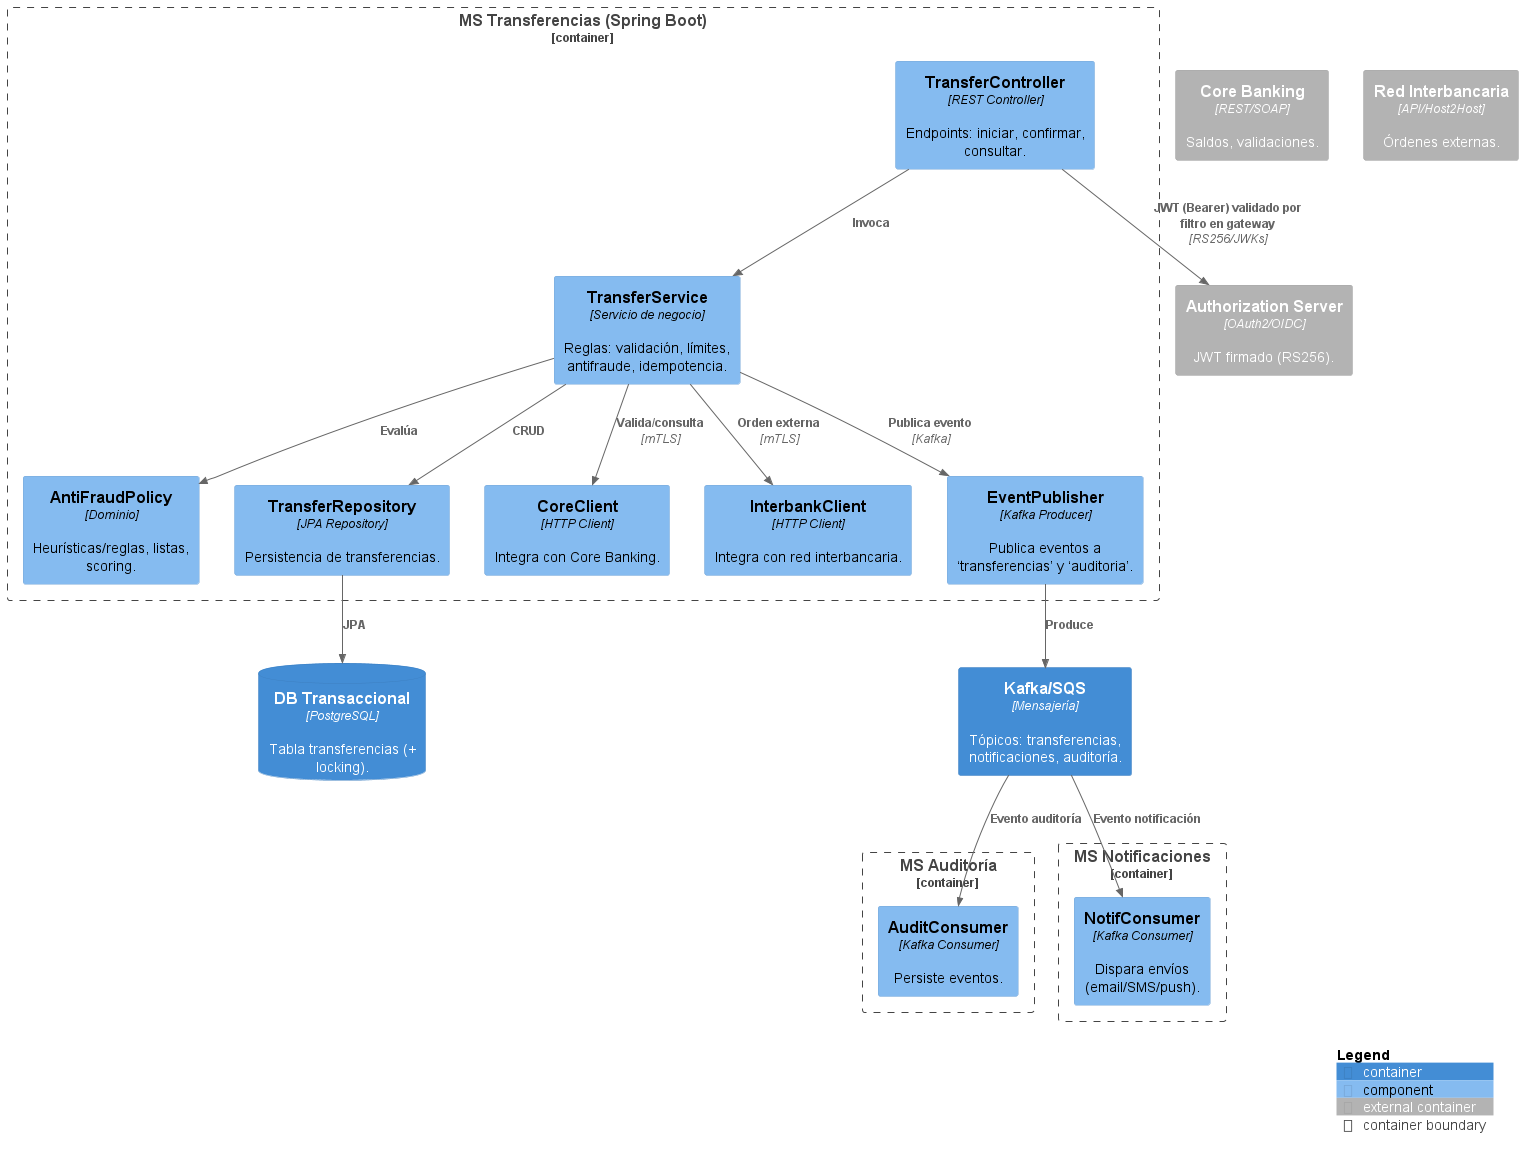 MS Transferencias (Spring Boot)
[container]
TransferController
[REST Controller]
Endpoints: iniciar, confirmar,
consultar.
Core Banking
[REST/SOAP]
Saldos, validaciones.
Red Interbancaria
[API/Host2Host]
Órdenes externas.
Invoca
JWT (Bearer) validado por
filtro en gateway
[RS256/JWKs]
TransferService
[Servicio de negocio]
Reglas: validación, límites,
antifraude, idempotencia.
Authorization Server
[OAuth2/OIDC]
JWT firmado (RS256).
Evalúa
CRUD
Valida/consulta
[mTLS]
Orden externa
[mTLS]
Publica evento
[Kafka]
AntiFraudPolicy
[Dominio]
Heurísticas/reglas, listas,
scoring.
TransferRepository
[JPA Repository]
Persistencia de transferencias.
CoreClient
[HTTP Client]
Integra con Core Banking.
InterbankClient
[HTTP Client]
Integra con red interbancaria.
EventPublisher
[Kafka Producer]
Publica eventos a
‘transferencias’ y ‘auditoria’.
JPA
Produce
DB Transaccional
[PostgreSQL]
Tabla transferencias (+
locking).
Kafka/SQS
[Mensajería]
Tópicos: transferencias,
notificaciones, auditoría.
Evento auditoría
Evento notificación
MS Auditoría
[container]
AuditConsumer
[Kafka Consumer]
Persiste eventos.
MS Notificaciones
[container]
NotifConsumer
[Kafka Consumer]
Dispara envíos
(email/SMS/push).
Legend
container
component
external container
container boundary